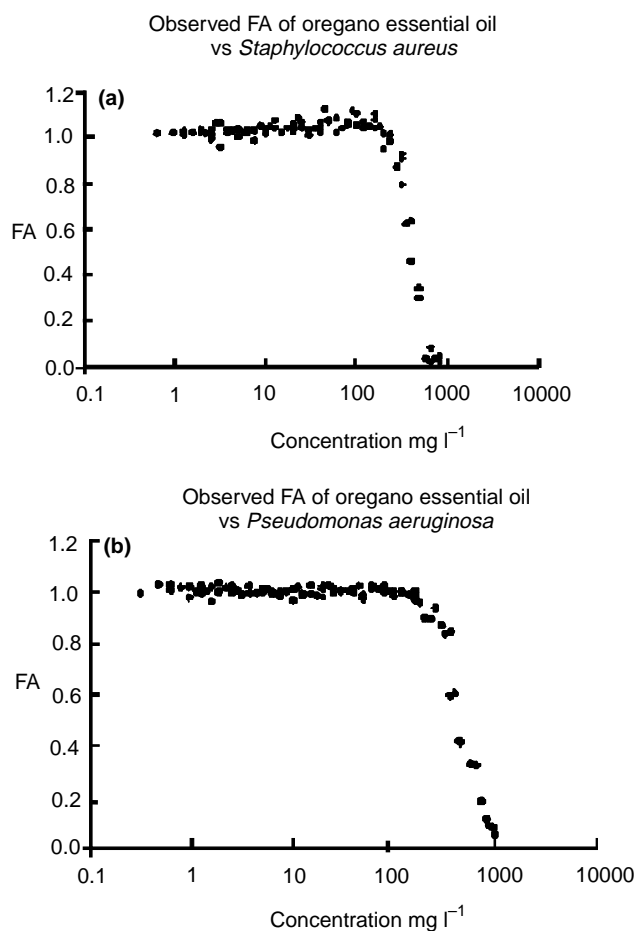 Observed FA of oregano essential oil
vs Staphylococcus aureus
(a)
1.2
1.0
0.8
FA 0.6
0.4
0.2
0.0
0.1 1 10 100 1000 10000
Concentration mg l⁻¹
Observed FA of oregano essential oil
vs Pseudomonas aeruginosa
(b)
1.2
1.0
0.8
FA 0.6
0.4
0.2
0.0
0.1 1 10 100 1000 10000
Concentration mg l⁻¹